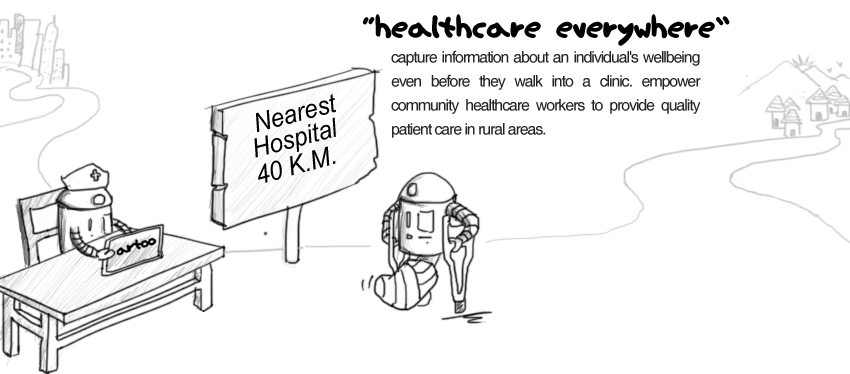 "healthcare everywhere"
capture information about an individual's wellbeing
even before they walk into a clinic. empower
community healthcare workers to provide quality
patient care in rural areas.
Nearest
Hospital
40 K.M.
artoo